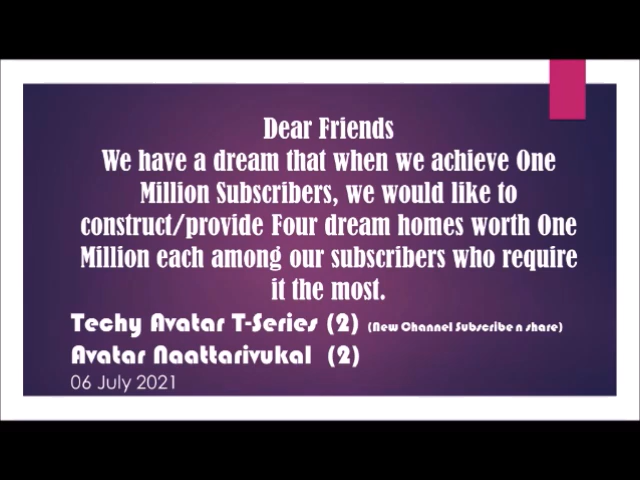 Dear Friends
We have a dream that when we achieve One
Million Subscribers, we would like to
construct/provide Four dream homes worth One
Million each among our subscribers who require
it the most.
Techy Avatar T-Series (2) (New Channel Subscribe n share)
Avatar Naattarivukal (2)
06 July 2021